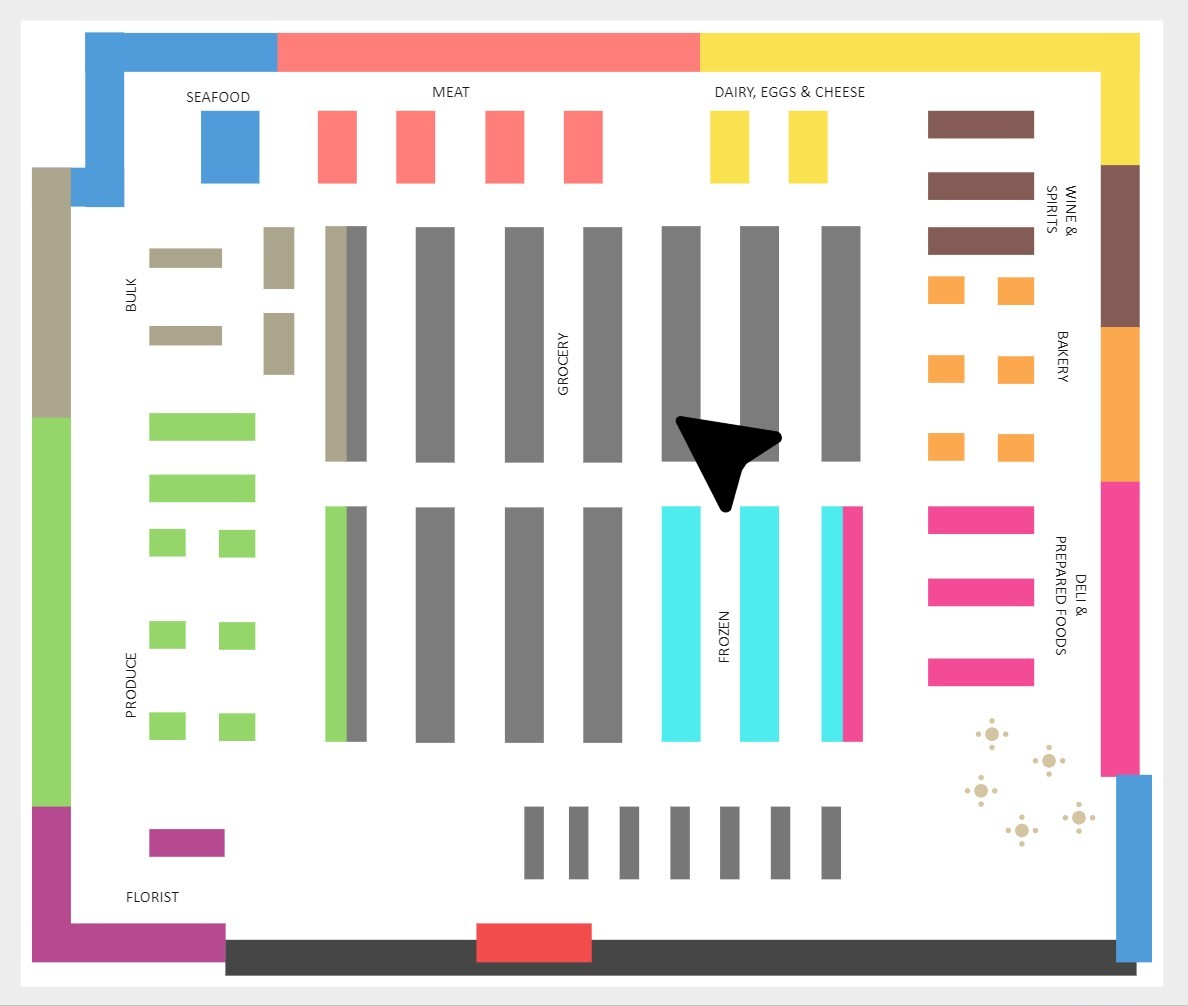 SEAFOOD
MEAT
DAIRY, EGGS & CHEESE
WINE &
SPIRITS
BULK
GROCERY
BAKERY
DELI &
PREPARED FOODS
FROZEN
PRODUCE
FLORIST